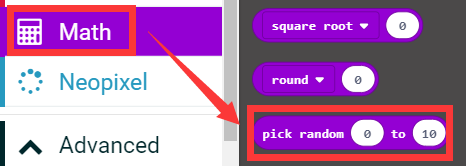 Math
Neopixel
Advanced
square root 0
round 0
pick random 0 to 10